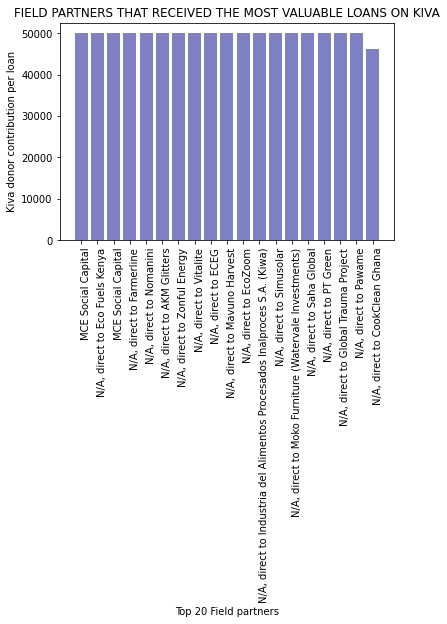 FIELD PARTNERS THAT RECEIVED THE MOST VALUABLE LOANS ON KIVA
Kiva donor contribution per loan
50000
40000
30000
20000
10000
0
MCE Social Capital
N/A, direct to Eco Fuels Kenya
MCE Social Capital
N/A, direct to Farmerline
N/A, direct to Nomanini
N/A, direct to AKM Glitters
N/A, direct to Zonful Energy
N/A, direct to Vitalite
N/A, direct to ECEG
N/A, direct to Mavuno Harvest
N/A, direct to EcoZoom
N/A, direct to Industria del Alimentos Procesados Inalproces S.A. (Kiwa)
N/A, direct to Simusolar
N/A, direct to Moko Furniture (Watervale Investments)
N/A, direct to Saha Global
N/A, direct to PT Green
N/A, direct to Global Trauma Project
N/A, direct to Pawame
N/A, direct to CookClean Ghana
Top 20 Field partners